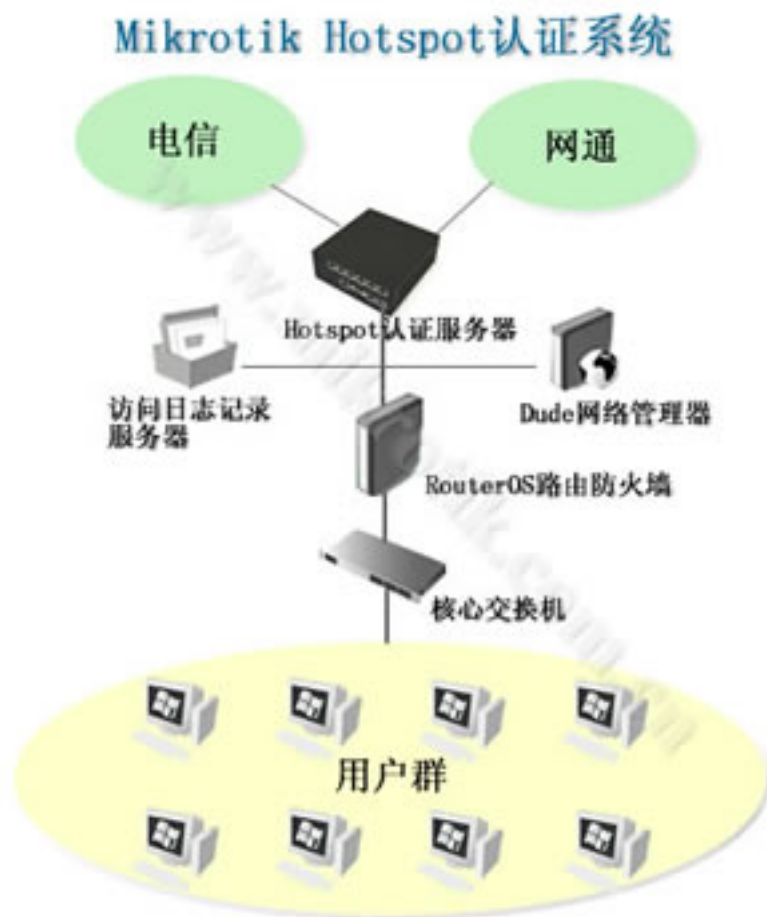 Mikrotik Hotspot认证系统
电信
网通
Hotspot认证服务器
访问日志记录
服务器
Dude网络管理器
RouterOS路由防火墙
核心交换机
用户群